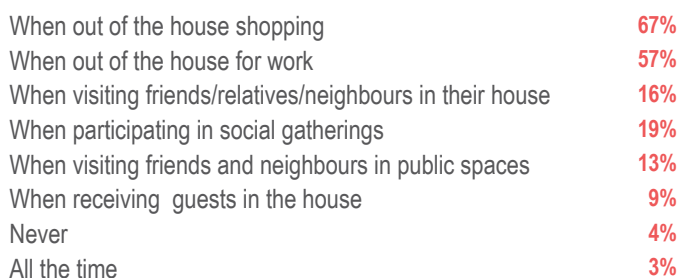 When out of the house shopping 67%
When out of the house for work 57%
When visiting friends/relatives/neighbours in their house 16%
When participating in social gatherings 19%
When visiting friends and neighbours in public spaces 13%
When receiving guests in the house 9%
Never 4%
All the time 3%